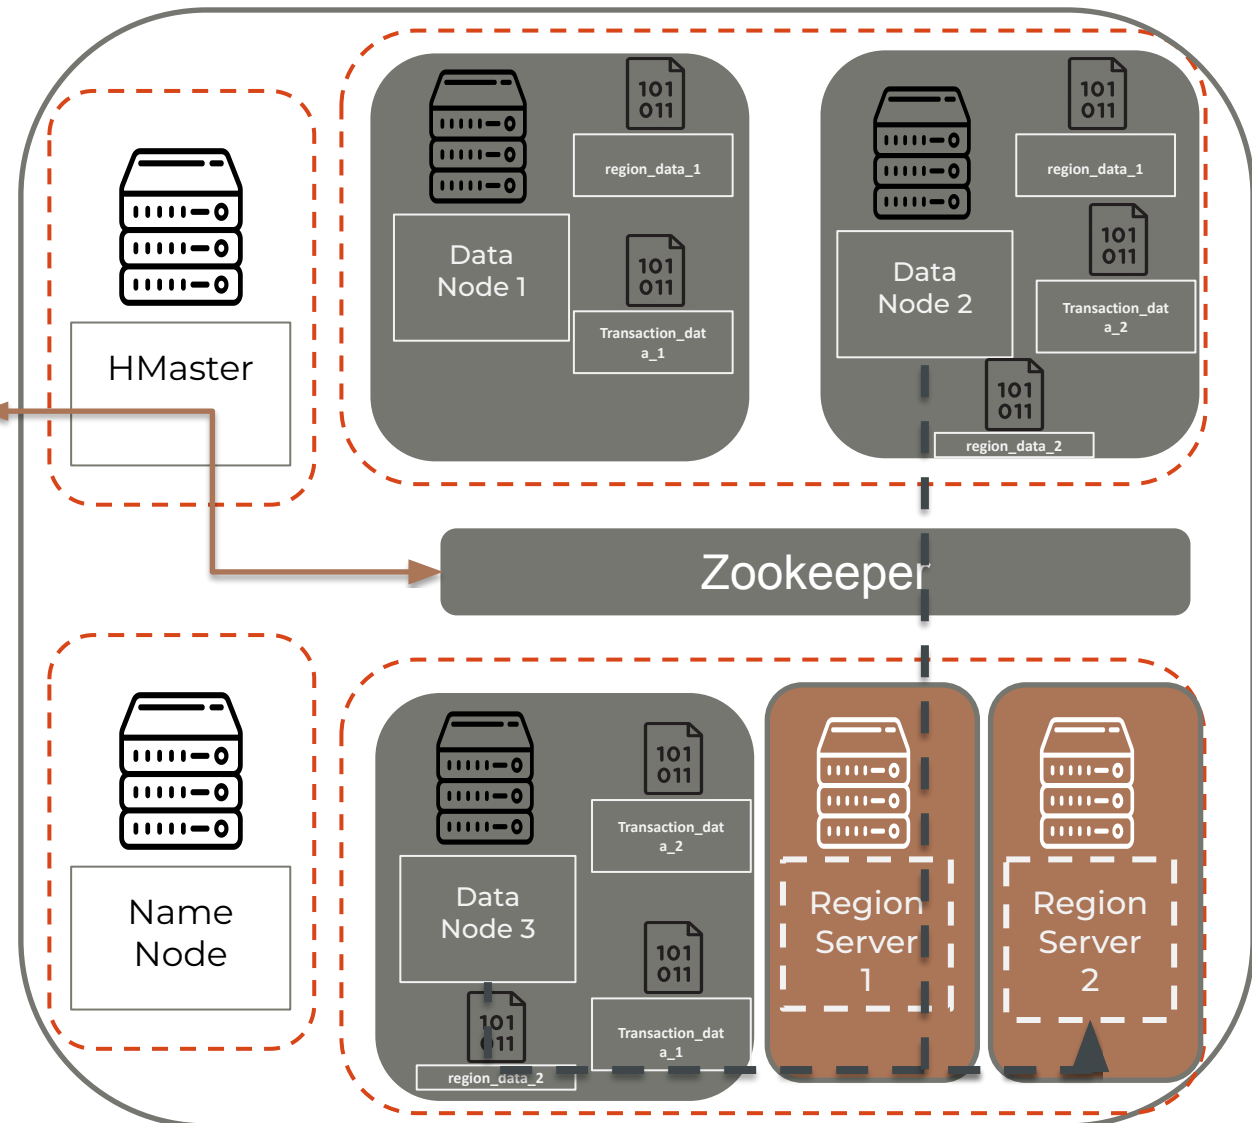 101
011
region_data_1
Data
Node 1
101
011
Transaction_dat
a_1
101
011
region_data_1
Data
Node 2
101
011
Transaction_dat
a_2
101
011
region_data_2
HMaster
Zookeeper
Name
Node
Data
Node 3
101
011
Transaction_dat
a_2
101
011
Transaction_dat
a_1
101
011
region_data_2
Region
Server
1
Region
Server
2